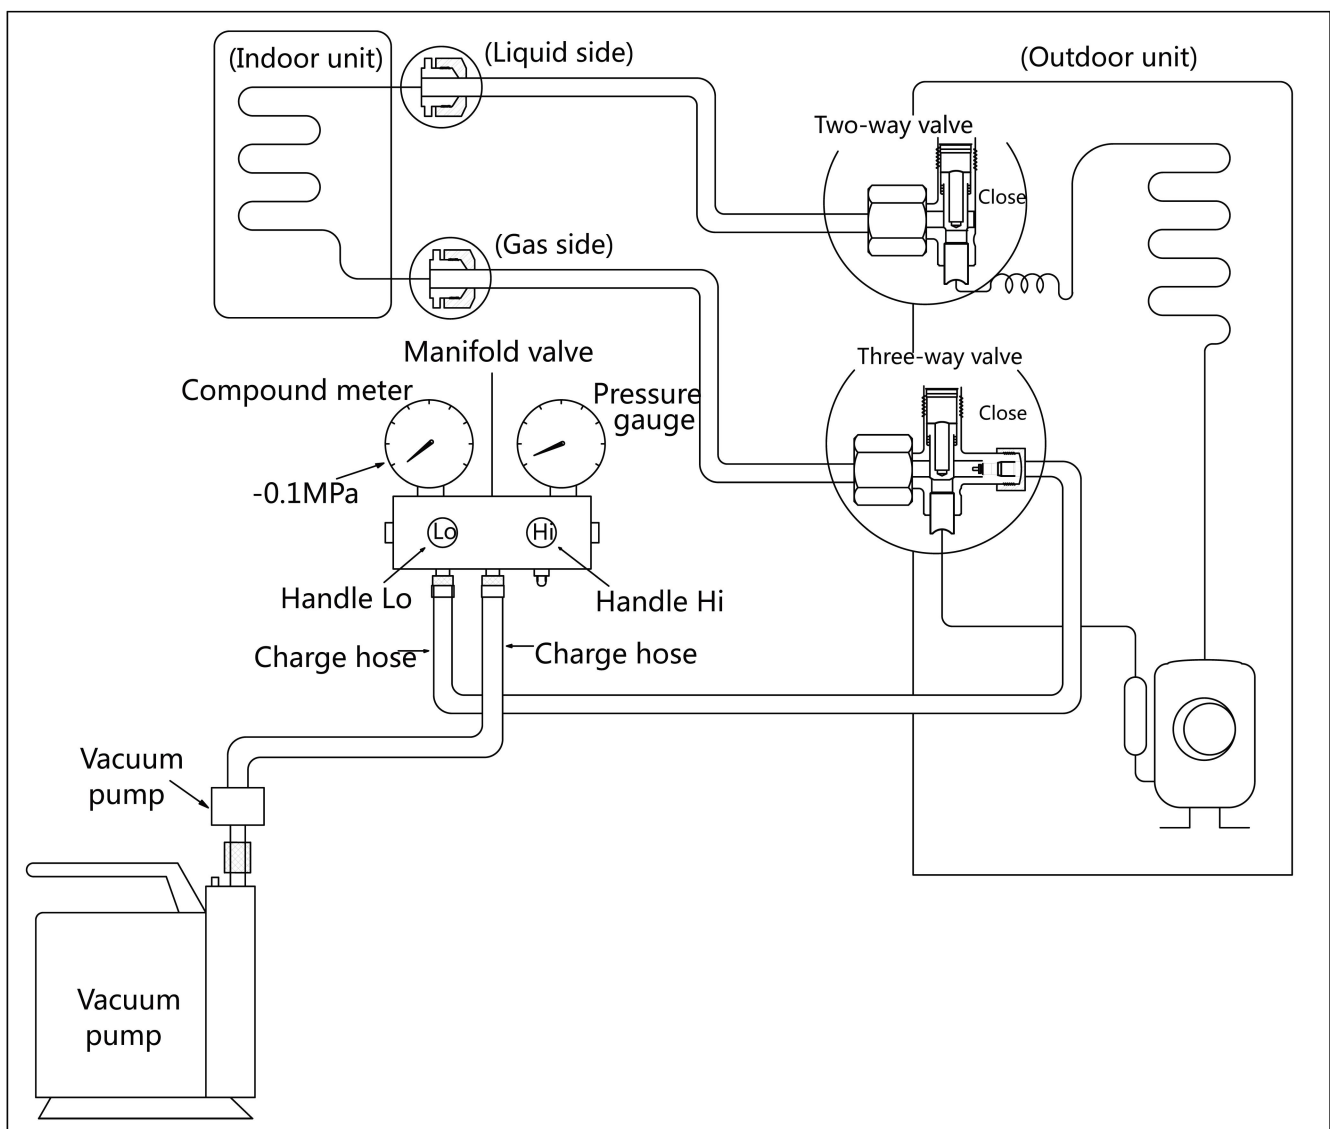 (Indoor unit)
(Liquid side)
(Outdoor unit)
Two-way valve
Close
(Gas side)
Manifold valve
Three-way valve
Compound meter
Pressure
gauge
Close
-0.1MPa
Lo
Hi
Handle Lo
Handle Hi
Charge hose
Charge hose
Vacuum
pump
Vacuum
pump